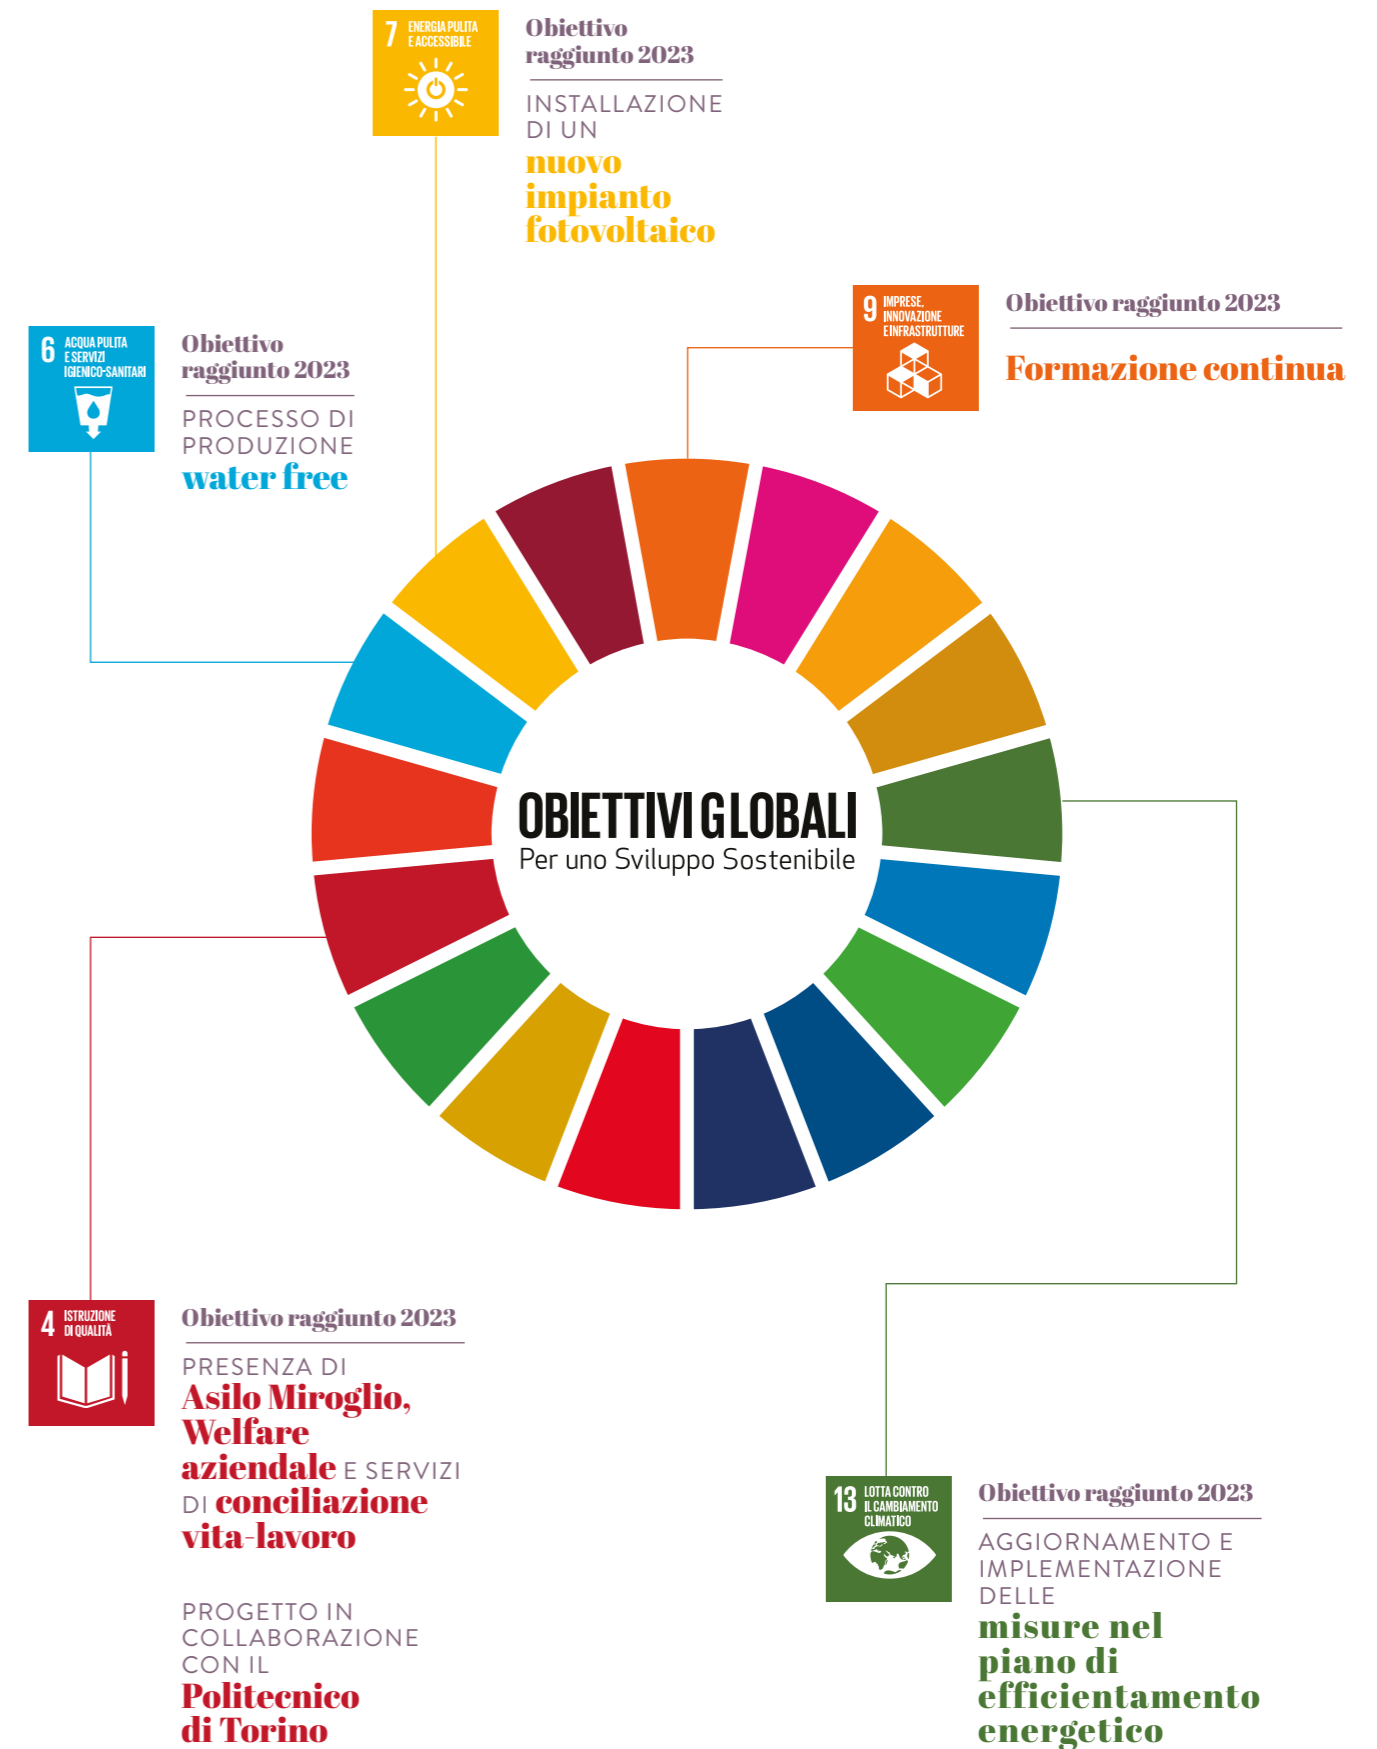 7 ENERGIA PULITA
E ACCESSIBILE
Obiettivo
raggiunto 2023
INSTALLAZIONE
DI UN
nuovo
impianto
fotovoltaico
9 IMPRESE,
INNOVAZIONE
E INFRASTRUTTURE
Obiettivo raggiunto 2023
Formazione continua
6 ACQUA PULITA
E SERVIZI
IGIENICO-SANITARI
Obiettivo
raggiunto 2023
PROCESSO DI
PRODUZIONE
water free
OBIETTIVI GLOBALI
Per uno Sviluppo Sostenibile
4 ISTRUZIONE
DI QUALITÀ
Obiettivo raggiunto 2023
PRESENZA DI
Asilo Miroglio,
Welfare
aziendale E SERVIZI
DI conciliazione
vita-lavoro
PROGETTO IN
COLLABORAZIONE
CON IL
Politecnico
di Torino
13 LOTTA CONTRO
IL CAMBIAMENTO
CLIMATICO
Obiettivo raggiunto 2023
AGGIORNAMENTO E
IMPLEMENTAZIONE
DELLE
misure nel
piano di
efficientamento
energetico